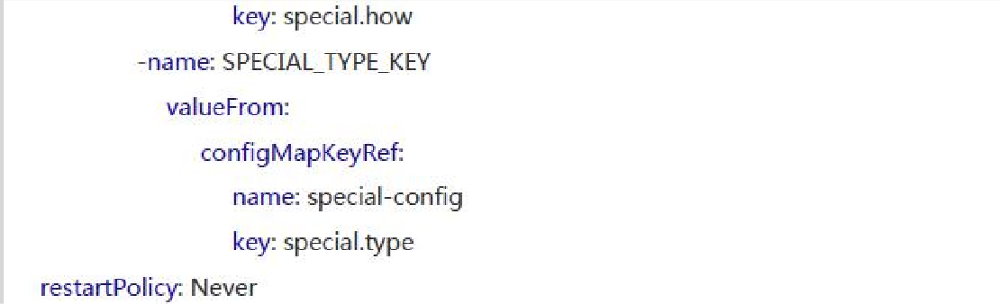 key: special.how
-name: SPECIAL_TYPE_KEY
valueFrom:
configMapKeyRef:
name: special-config
key: special.type
restartPolicy: Never